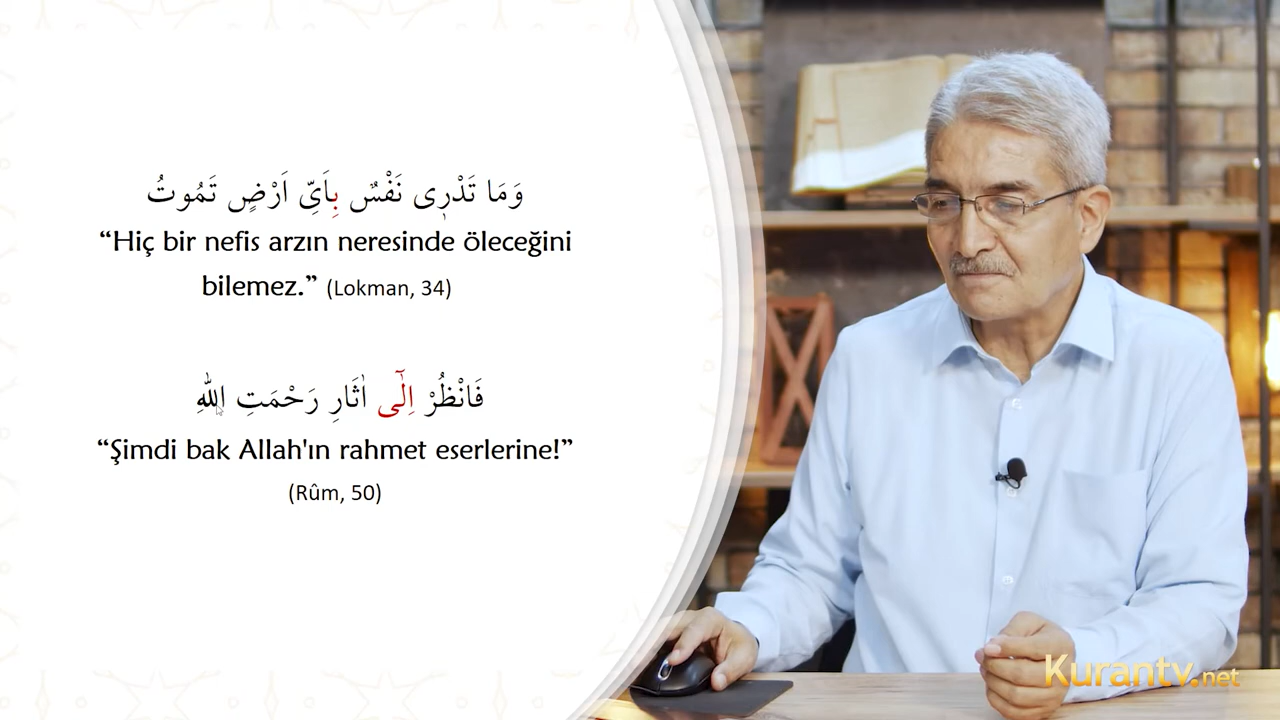 وَمَا تَدْرٖى نَفْسٌ بِاَىِّ اَرْضٍ تَمُوتُ
“Hiç bir nefis arzın neresinde öleceğini
bilemez.” (Lokman, 34)
فَانْظُرْ اِلٰٓى اٰثَارِ رَحْمَتِ اللّٰهِ
“Şimdi bak Allah'ın rahmet eserlerine!”
(Rûm, 50)
Kurantv.net